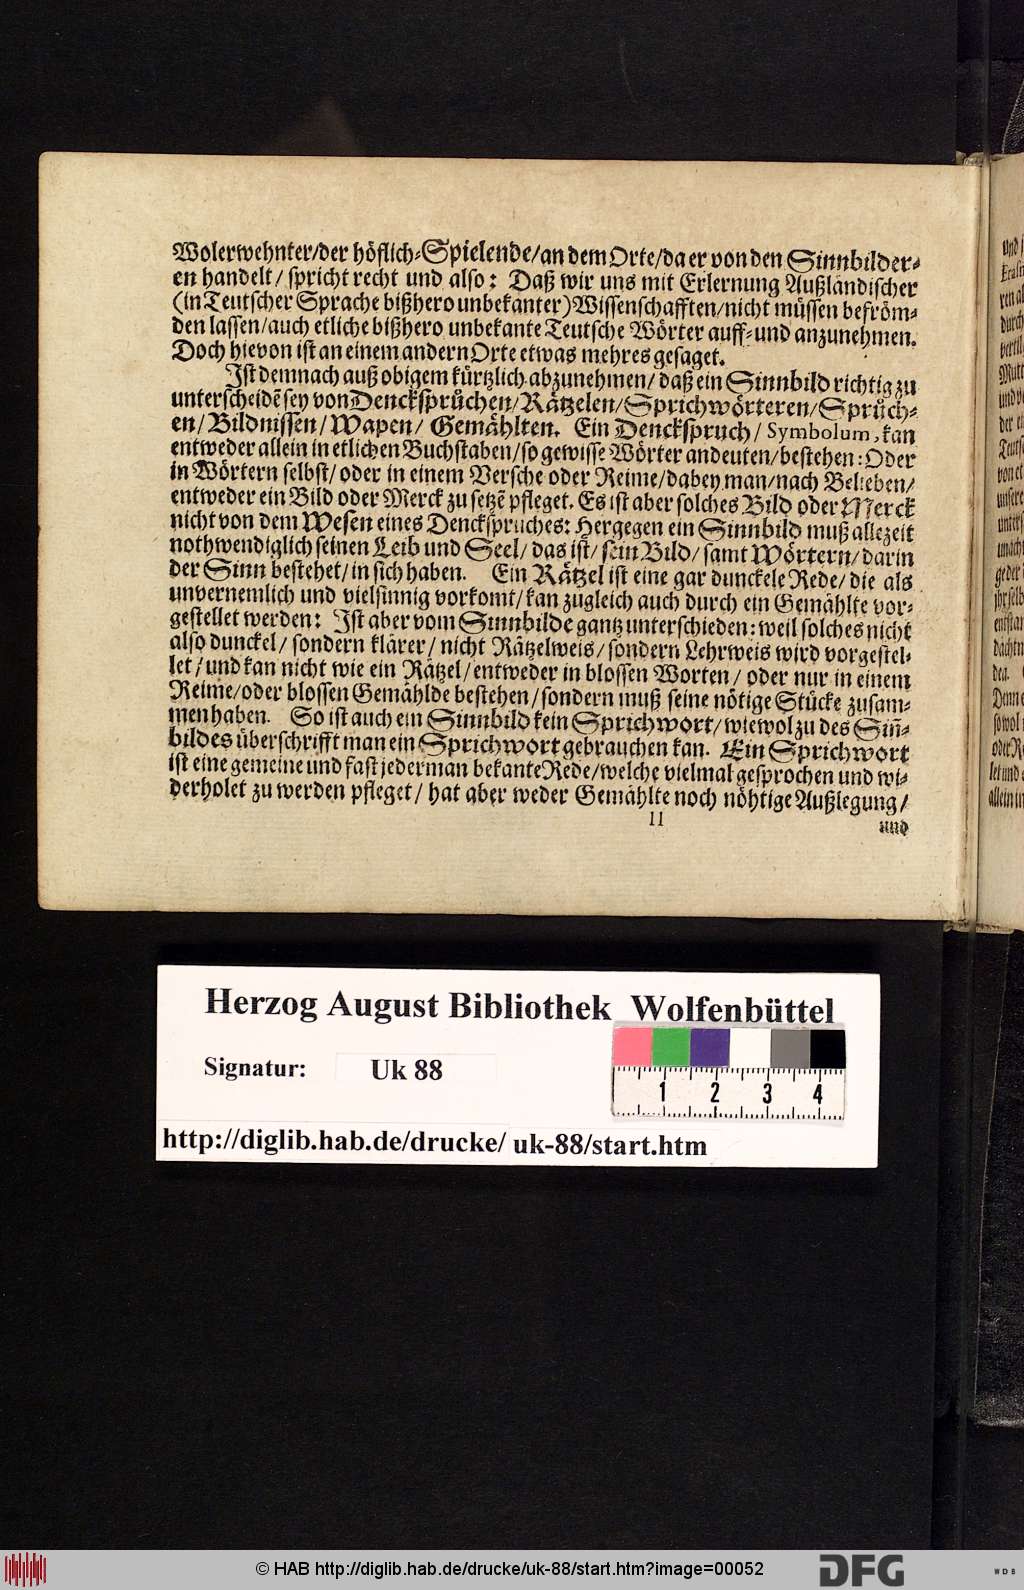 Wolerwehnter/der höflich-Spielende/an dem Orte/da er von den Sinnbilder-
en handelt/ spricht recht und also: Daß wir uns mit Erlernung Außländischer
(in Teutscher Sprache bißhero unbekanter) Wissenschafften/nicht müssen befröm-
den lassen/auch etliche bißhero unbekante Teutsche Wörter auff-und anzunehmen.
Doch hievon ist an einem andern Orte etwas mehres gesaget.
Ist demnach auß obigem kürtzlich abzunehmen/ daß ein Sinnbild richtig zu
unterscheidẽ sey von Denckspruͤchen/Rätzelen/Sprichwörteren/Spruͤch-
en/Bildnissen/Wapen/ Gemählten. Ein Denckspruch/ Symbolum, kan
entweder allein in etlichen Buchstaben/so gewisse Wörter andeuten/bestehen: Oder
in Wörtern selbst/ oder in einem Versche oder Reime/dabey man/nach Belieben/
entweder ein Bild oder Merck zu setzẽ pfleget. Es ist aber solches Bild oder Merck
nicht von dem Wesen eines Denckspruches: Hergegen ein Sinnbild muß allezeit
nothwendiglich seinen Leib und Seel/ das ist/ sein Bild/ samt Wörtern/ darin
der Sinn bestehet/in sich haben. Ein Rätzel ist eine gar dunckele Rede/ die als
unvernemlich und vielsinnig vorkomt/ kan zugleich auch durch ein Gemählte vor-
gestellet werden: Ist aber vom Sinnbilde gantz unterschieden: weil solches nicht
also dunckel/ sondern klärer/ nicht Rätzelweis/ sondern Lehrweis wird vorgestel-
let/und kan nicht wie ein Rätzel/entweder in blossen Worten/ oder nur in einem
Reime/oder blossen Gemählde bestehen/sondern muß seine nötige Stücke zusam-
men haben. So ist auch ein Sinnbild kein Sprichwort/ wiewol zu des Sin̄-
bildes überschrifft man ein Sprichwort gebrauchen kan. Ein Sprichwort
ist eine gemeine und fast jederman bekante Rede/welche vielmal gesprochen und wi-
derholet zu werden pfleget/ hat aber weder Gemählte noch nöhtige Außlegung/
11
und
Herzog August Bibliothek Wolfenbüttel
Signatur: Uk 88
1 2 3 4
http://diglib.hab.de/drucke/ uk-88/start.htm
© HAB http://diglib.hab.de/drucke/uk-88/start.htm?image=00052
DFG
WDB